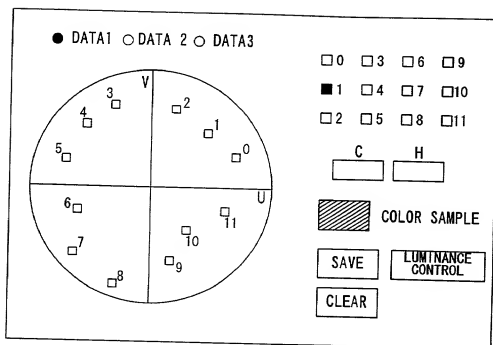 DATA1 DATA 2 DATA3
0 3 6 9
1 4 7 10
2 5 8 11
V
3
2
4
1
5
0
U
6
11
10
7
9
8
C H
COLOR SAMPLE
SAVE
LUMINANCE
CONTROL
CLEAR